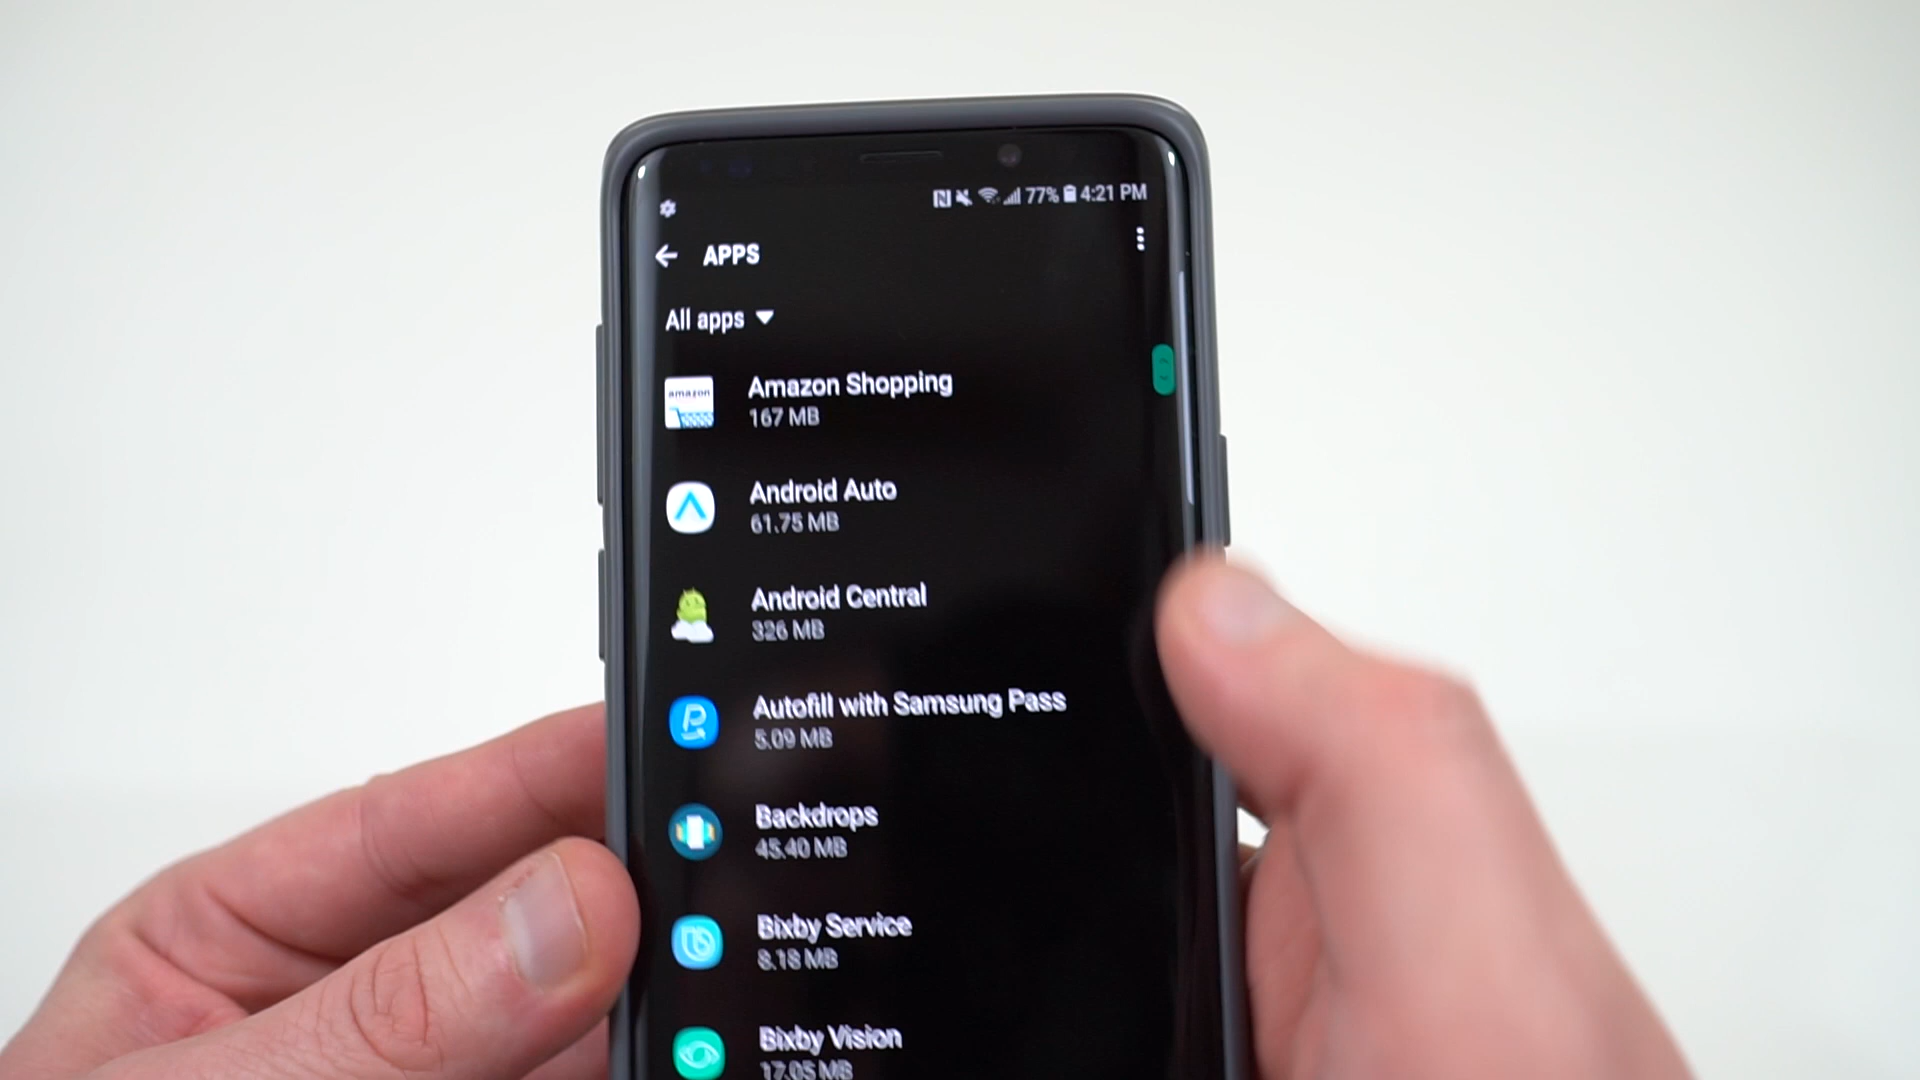 77% 4:21 PM
APPS
All apps
amazon
Amazon Shopping
167 MB
Android Auto
61.75 MB
Android Central
326 MB
Autofill with Samsung Pass
5.09 MB
Backdrops
45.40 MB
Bixby Service
8.18 MB
Bixby Vision
17.05 MB